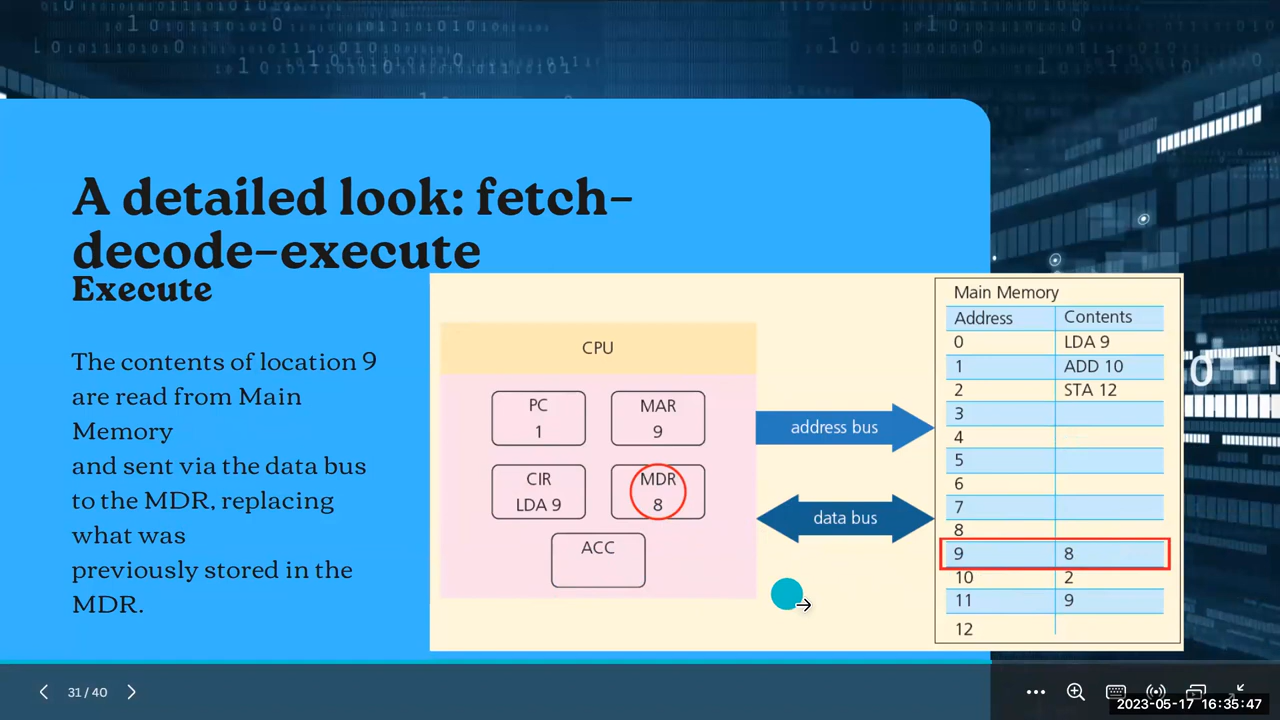 A detailed look: fetch–
decode–execute
Execute
The contents of location 9
are read from Main
Memory
and sent via the data bus
to the MDR, replacing
what was
previously stored in the
MDR.
CPU
PC
1
MAR
9
CIR
LDA 9
MDR
8
ACC
address bus
data bus
Main Memory
Address Contents
0 LDA 9
1 ADD 10
2 STA 12
3
4
5
6
7
8
9 8
10 2
11 9
12
31 / 40
2023-05-17 16:35:47